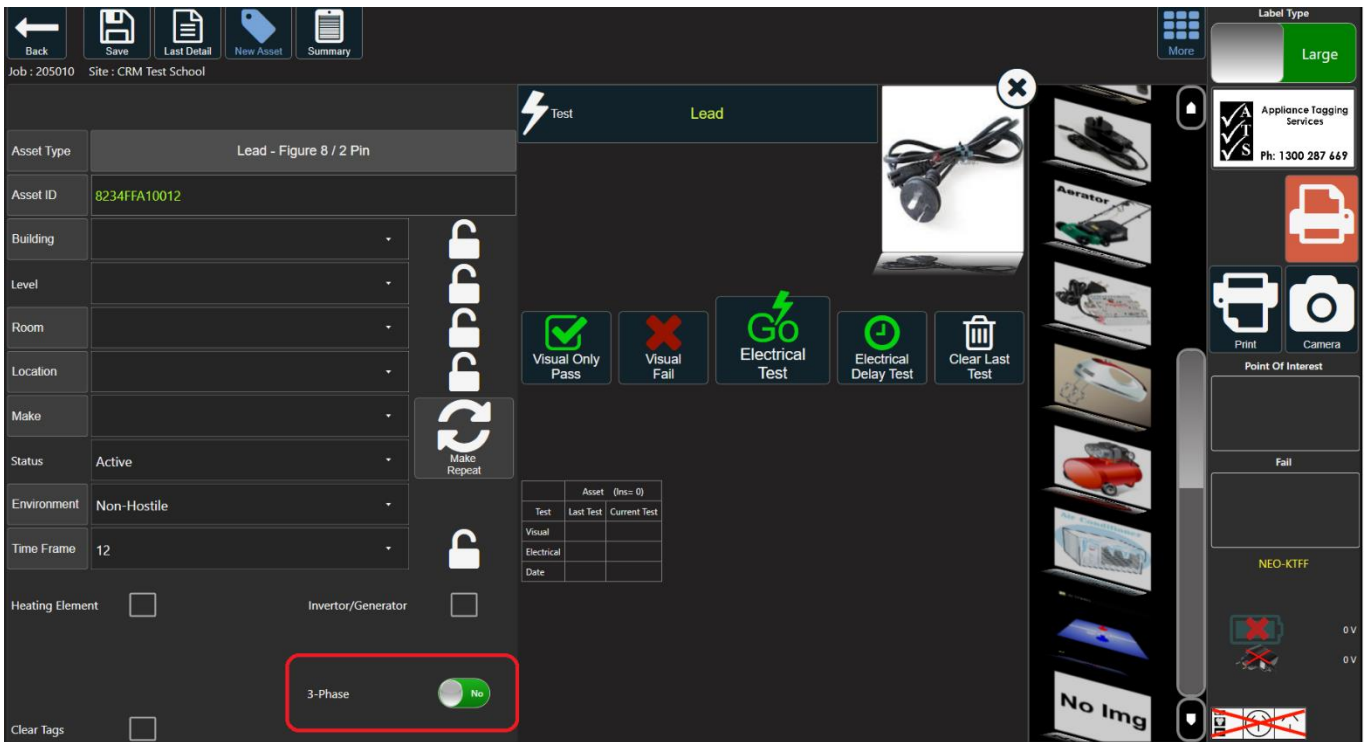 Back
Save
Last Detail
New Asset
Summary
More
Job : 205010 Site : CRM Test School
Label Type
Large
Test
Lead
Asset Type
Lead - Figure 8 / 2 Pin
Asset ID
8234FFA10012
Building
Level
Room
Location
Make
Make
Repeat
Status
Active
Environment
Non-Hostile
Time Frame
12
Heating Element
Invertor/Generator
3-Phase
No
Clear Tags
Visual Only
Pass
Visual
Fail
Go
Electrical
Test
Electrical
Delay Test
Clear Last
Test
Asset (Ins= 0)
Test Last Test Current Test
Visual
Electrical
Date
Aerator
Air Conditioner
No Img
A
T
S
Appliance Tagging
Services
Ph: 1300 287 669
Print
Camera
Point Of Interest
Fail
NEO-KTFF
0 V
0 V